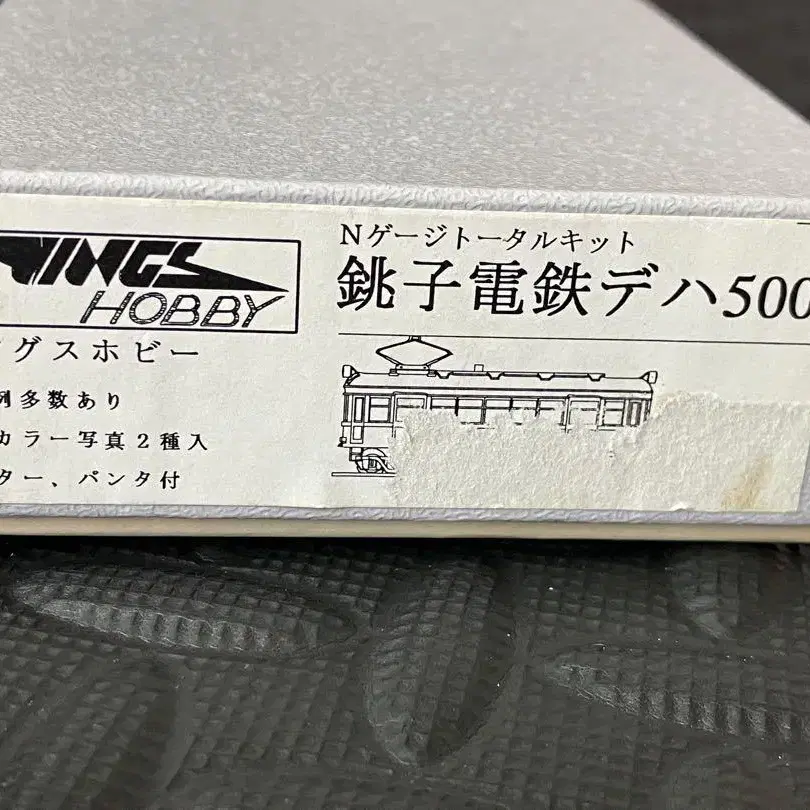 WINGS
HOBBY
グスホビー
例多数あり
カラー写真２種入
ター、パンタ付
Nゲージトータルキット
銚子電鉄デハ500